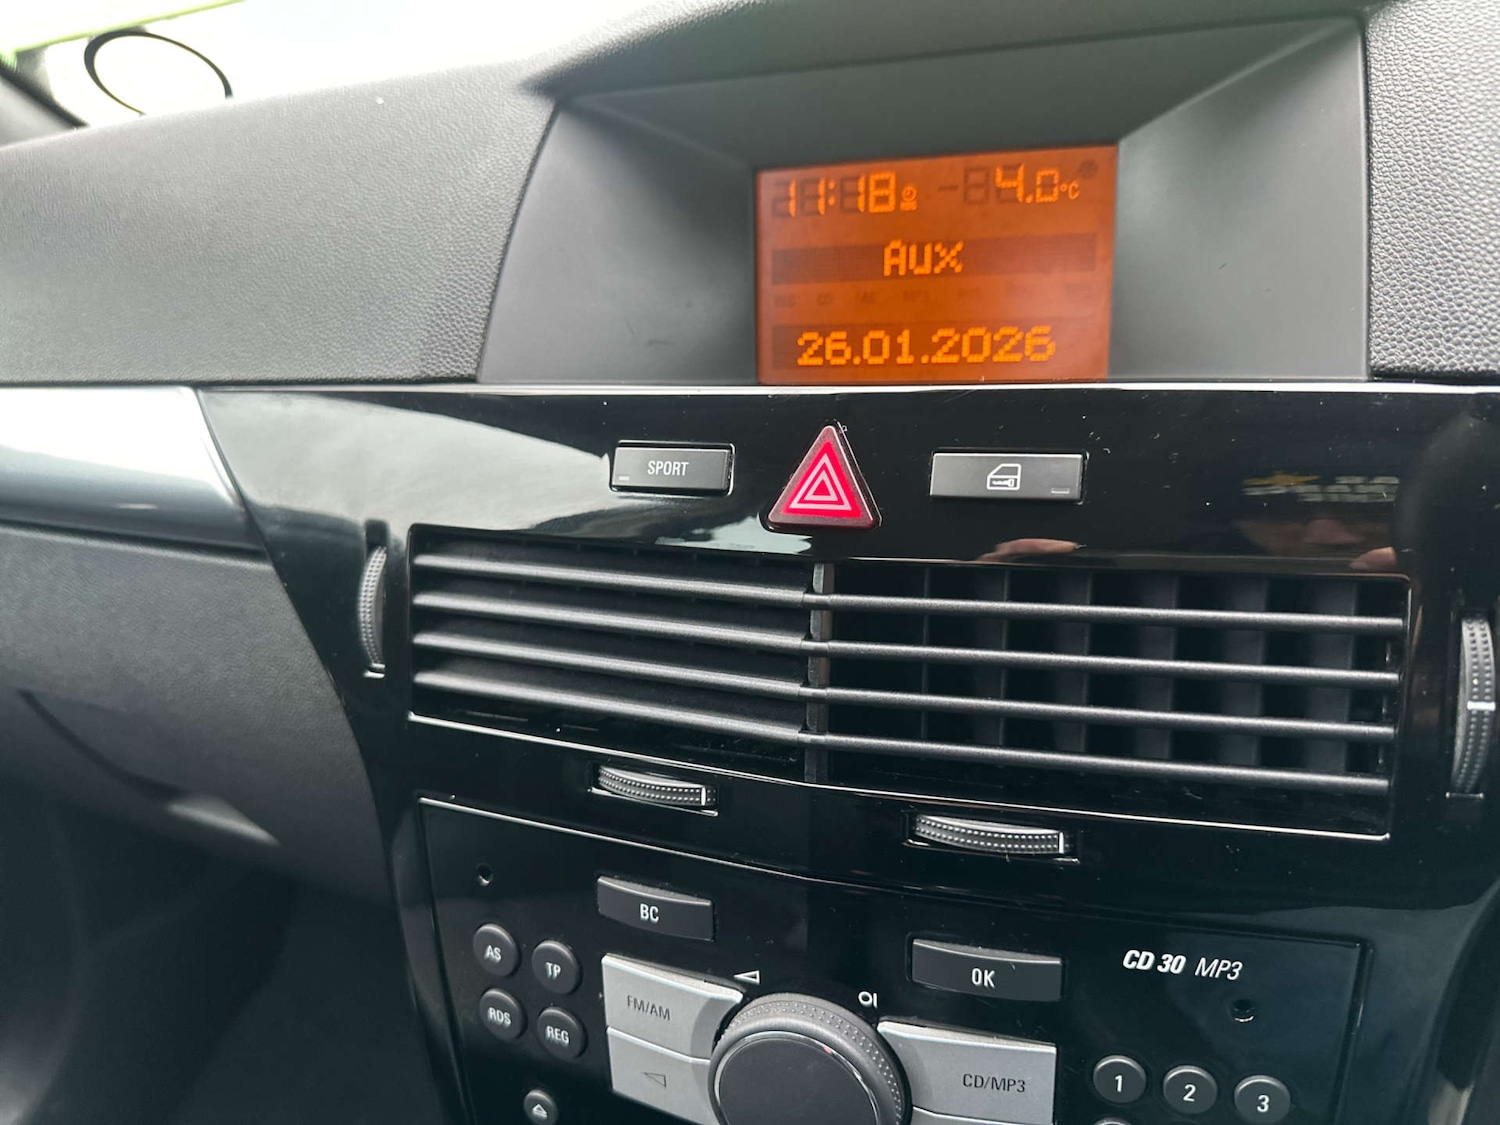 11:18 4.0°C
AUX
26.01.2026
SPORT
BC
OK
CD 30 MP3
AS
TP
FM/AM
RDS
REG
CD/MP3
1 2 3